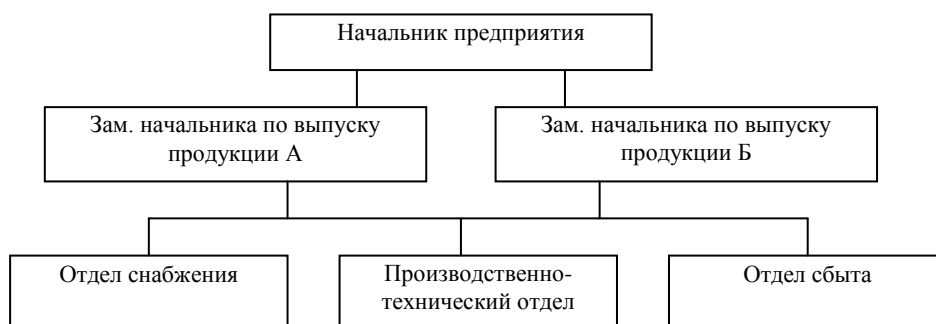 Начальник предприятия
Зам. начальника по выпуску
продукции А
Зам. начальника по выпуску
продукции Б
Отдел снабжения
Производственно-
технический отдел
Отдел сбыта